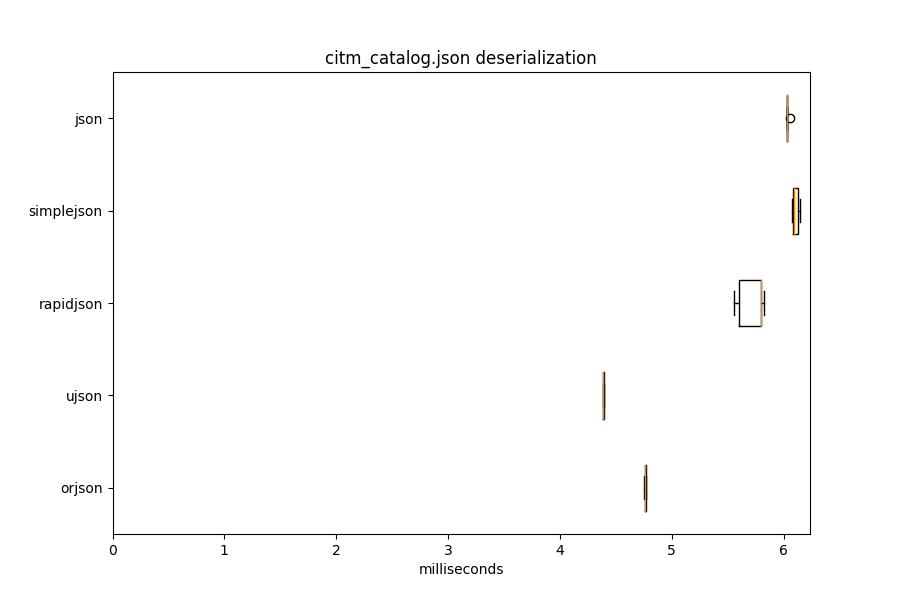 citm_catalog.json deserialization
json
simplejson
rapidjson
ujson
orjson
0 1 2 3 4 5 6
milliseconds